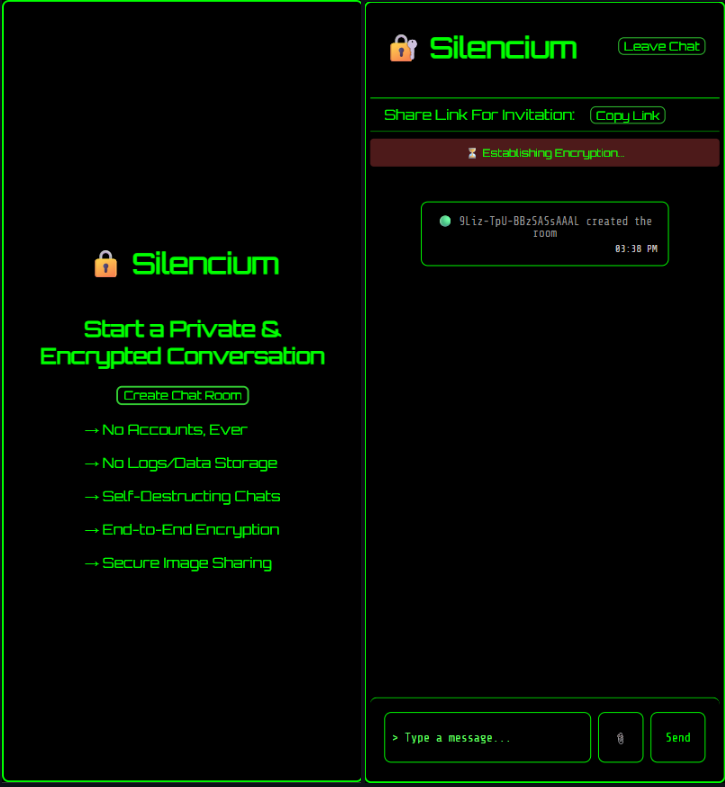 Silencium
Start a Private &
Encrypted Conversation
Create Chat Room
→ No Accounts, Ever
→ No Logs/Data Storage
→ Self-Destructing Chats
→ End-to-End Encryption
→ Secure Image Sharing
Silencium
Leave Chat
Share Link For Invitation:
Copy Link
Establishing Encryption...
9Liz-TpU-8BzSASsAAAL created the
room
03:38 PM
> Type a message...
Send